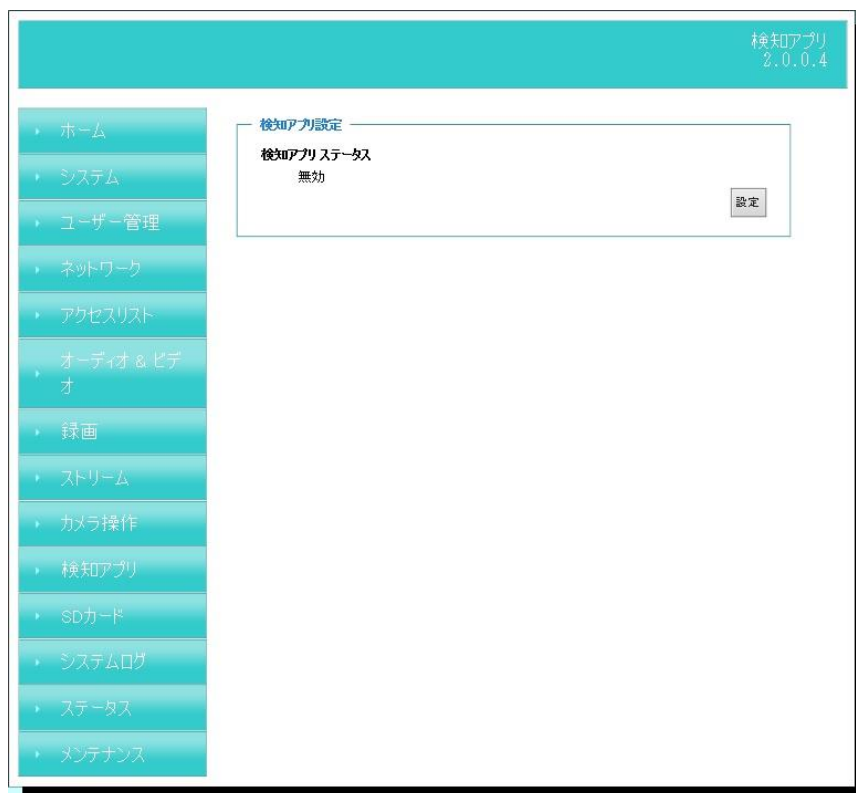 検知アプリ
2.0.0.4
ホーム
システム
ユーザー管理
ネットワーク
アクセスリスト
オーディオ & ビデ
オ
録画
ストリーム
カメラ操作
検知アプリ
SDカード
システムログ
ステータス
メンテナンス
検知アプリ設定
検知アプリ ステータス
無効
設定